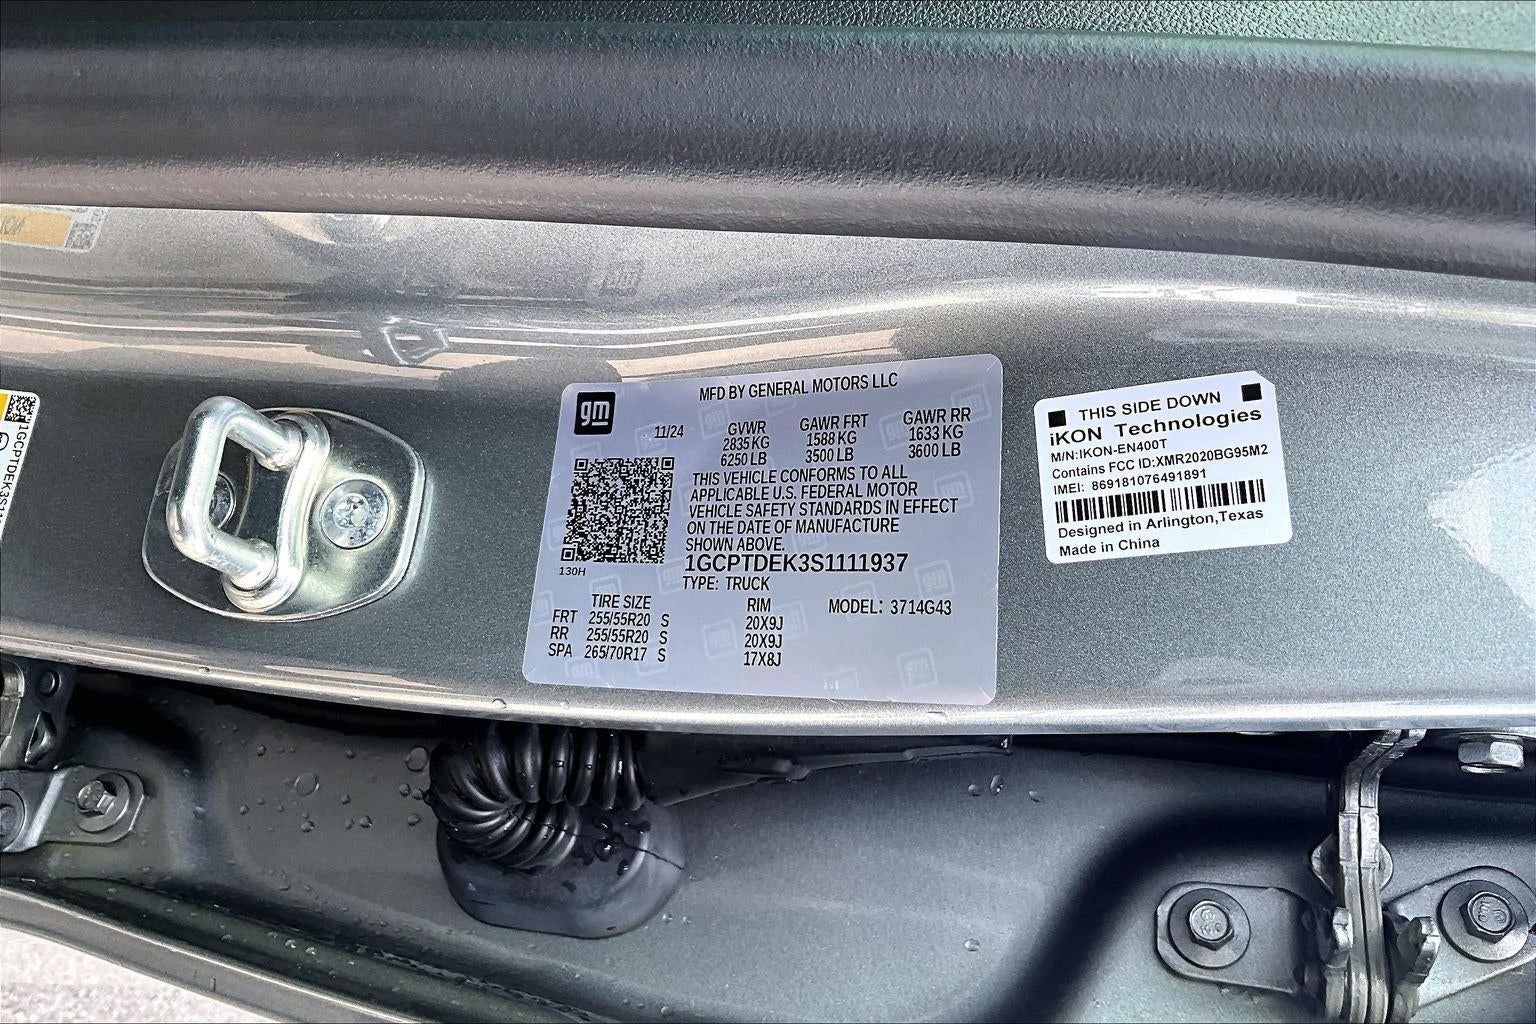 gm
MFD BY GENERAL MOTORS LLC
11/24
GVWR GAWR FRT GAWR RR
2835 KG 1588 KG 1633 KG
6250 LB 3500 LB 3600 LB
THIS VEHICLE CONFORMS TO ALL
APPLICABLE U.S. FEDERAL MOTOR
VEHICLE SAFETY STANDARDS IN EFFECT
ON THE DATE OF MANUFACTURE
SHOWN ABOVE.
1GCPTDEK3S1111937
TYPE: TRUCK
130H
TIRE SIZE RIM MODEL: 3714G43
FRT 255/55R20 S 20X9J
RR 255/55R20 S 20X9J
SPA 265/70R17 S 17X8J
THIS SIDE DOWN
iKON Technologies
M/N:IKON-EN400T
Contains FCC ID:XMR2020BG95M2
IMEI: 869181076491891
Designed in Arlington,Texas
Made in China